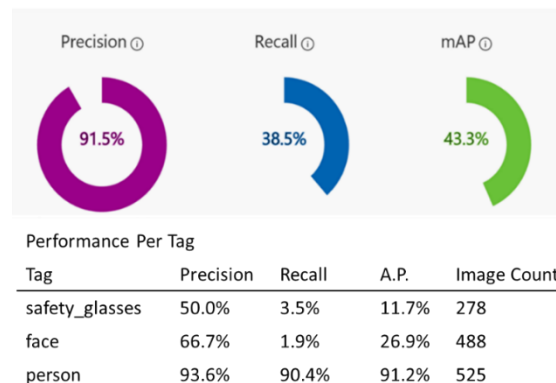 Precision ⓘ Recall ⓘ mAP ⓘ
91.5% 38.5% 43.3%
Performance Per Tag
Tag Precision Recall A.P. Image Count
safety_glasses 50.0% 3.5% 11.7% 278
face 66.7% 1.9% 26.9% 488
person 93.6% 90.4% 91.2% 525